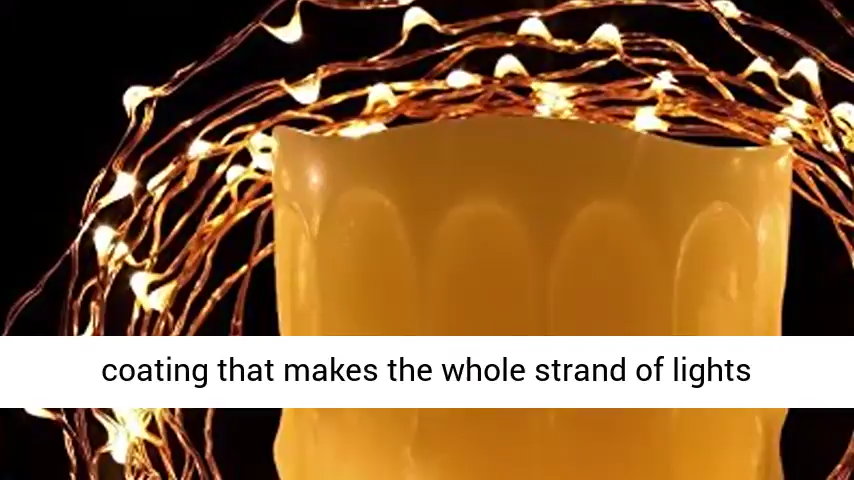 coating that makes the whole strand of lights